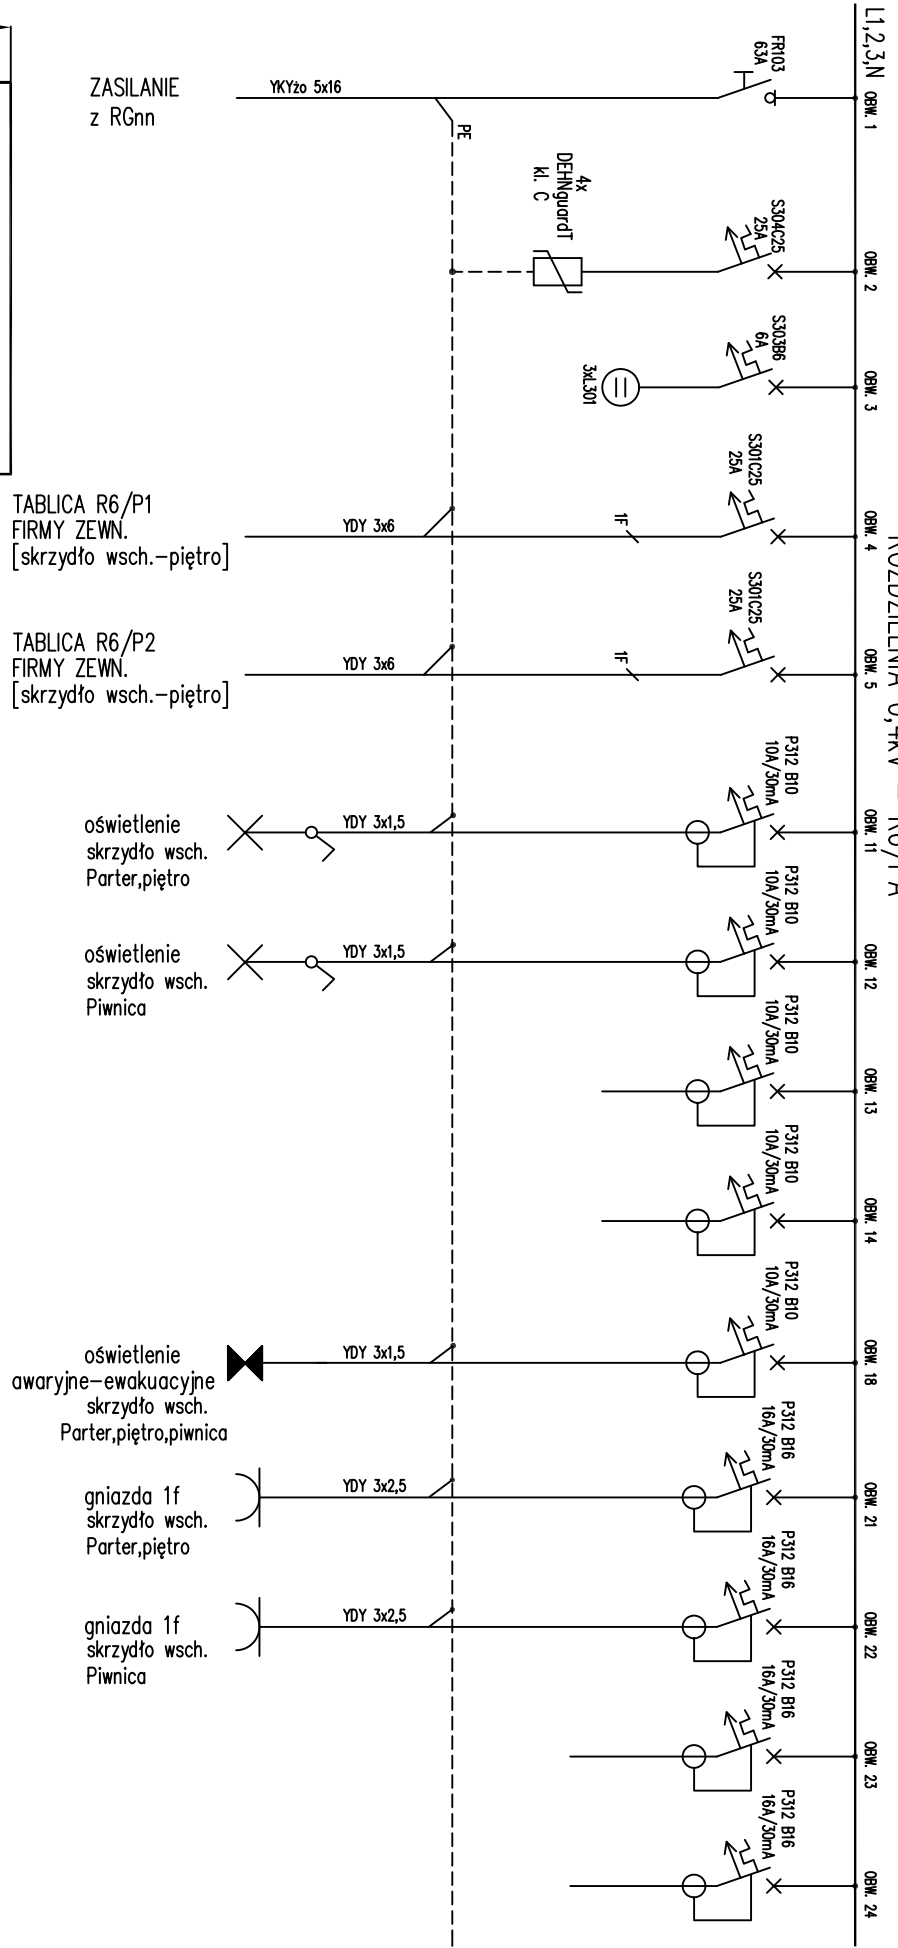 L1,2,3,N
FR103
63A
OBW. 1
YKYżo 5x16
ZASILANIE
z RGnn
PE
S304C25
25A
OBW. 2
4x
DEHNguardT
kl. C
S303B6
6A
OBW. 3
3xL301
S301C25
25A
OBW. 4
1F
YDY 3x6
TABLICA R6/P1
FIRMY ZEWN.
[skrzydło wsch.-piętro]
S301C25
25A
OBW. 5
1F
YDY 3x6
TABLICA R6/P2
FIRMY ZEWN.
[skrzydło wsch.-piętro]
P312 B10
10A/30mA
OBW. 11
YDY 3x1,5
oświetlenie
skrzydło wsch.
Parter,piętro
P312 B10
10A/30mA
OBW. 12
YDY 3x1,5
oświetlenie
skrzydło wsch.
Piwnica
P312 B10
10A/30mA
OBW. 13
P312 B10
10A/30mA
OBW. 14
P312 B10
10A/30mA
OBW. 18
YDY 3x1,5
oświetlenie
awaryjne-ewakuacyjne
skrzydło wsch.
Parter,piętro,piwnica
P312 B16
16A/30mA
OBW. 21
YDY 3x2,5
gniazda 1f
skrzydło wsch.
Parter,piętro
P312 B16
16A/30mA
OBW. 22
YDY 3x2,5
gniazda 1f
skrzydło wsch.
Piwnica
P312 B16
16A/30mA
OBW. 23
P312 B16
16A/30mA
OBW. 24